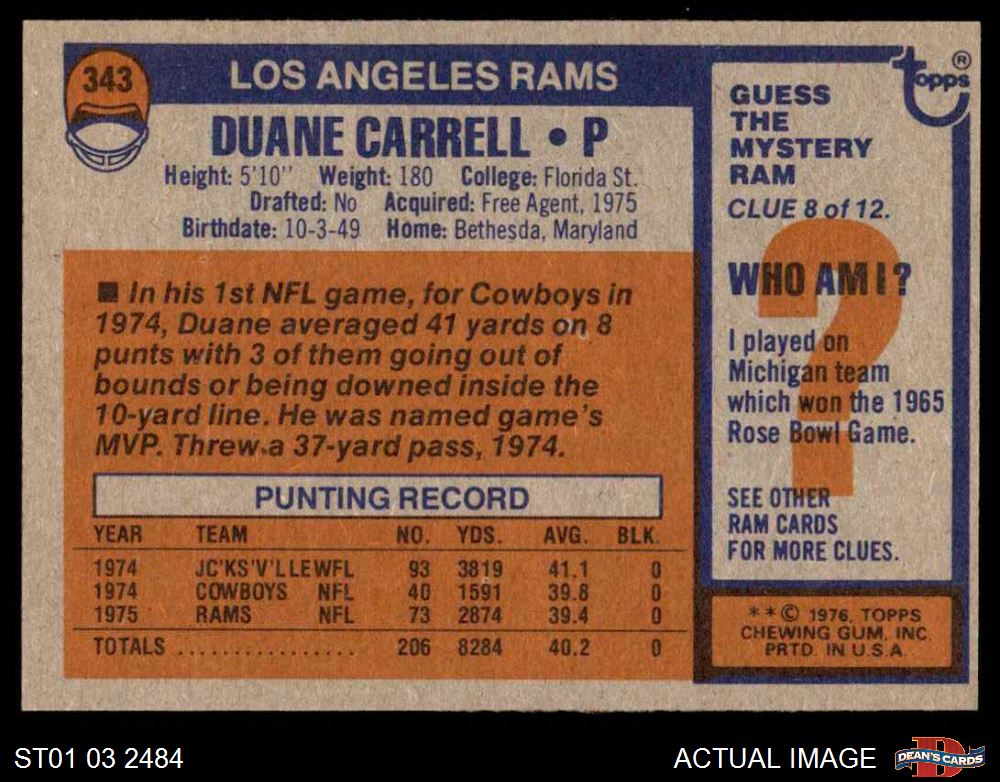 343
LOS ANGELES RAMS
DUANE CARRELL • P
Height: 5'10" Weight: 180 College: Florida St.
Drafted: No Acquired: Free Agent, 1975
Birthdate: 10-3-49 Home: Bethesda, Maryland
■ In his 1st NFL game, for Cowboys in
1974, Duane averaged 41 yards on 8
punts with 3 of them going out of
bounds or being downed inside the
10-yard line. He was named game's
MVP. Threw a 37-yard pass, 1974.
PUNTING RECORD
YEAR TEAM NO. YDS. AVG. BLK.
1974 JC'KS'V'LLE WFL 93 3819 41.1 0
1974 COWBOYS NFL 40 1591 39.8 0
1975 RAMS NFL 73 2874 39.4 0
TOTALS ................ 206 8284 40.2 0
topps ®
GUESS
THE
MYSTERY
RAM
CLUE 8 of 12.
?
WHO AM I?
I played on
Michigan team
which won the 1965
Rose Bowl Game.
SEE OTHER
RAM CARDS
FOR MORE CLUES.
**© 1976, TOPPS
CHEWING GUM, INC.
PRTD. IN U.S.A.
ST01 03 2484
ACTUAL IMAGE
D
DEAN'S CARDS